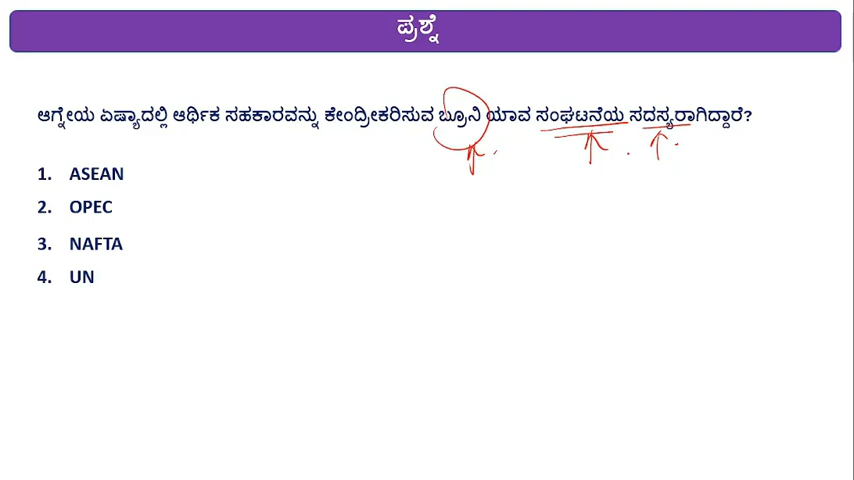 ಪ್ರಶ್ನೆ
ಆಗ್ನೇಯ ಏಷ್ಯಾದಲ್ಲಿ ಆರ್ಥಿಕ ಸಹಕಾರವನ್ನು ಕೇಂದ್ರೀಕರಿಸುವ ಬ್ರೂನಿ ಯಾವ ಸಂಘಟನೆಯ ಸದಸ್ಯರಾಗಿದ್ದಾರೆ?
1. ASEAN
2. OPEC
3. NAFTA
4. UN